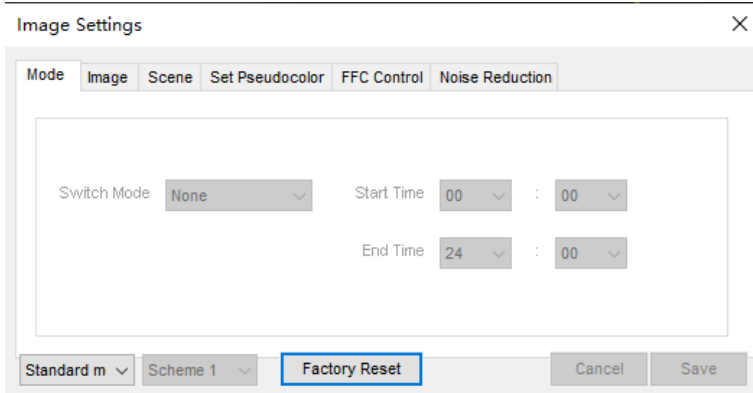 Image Settings
Mode Image Scene Set Pseudocolor FFC Control Noise Reduction
Switch Mode None Start Time 00 : 00
End Time 24 : 00
Standard m Scheme 1 Factory Reset Cancel Save